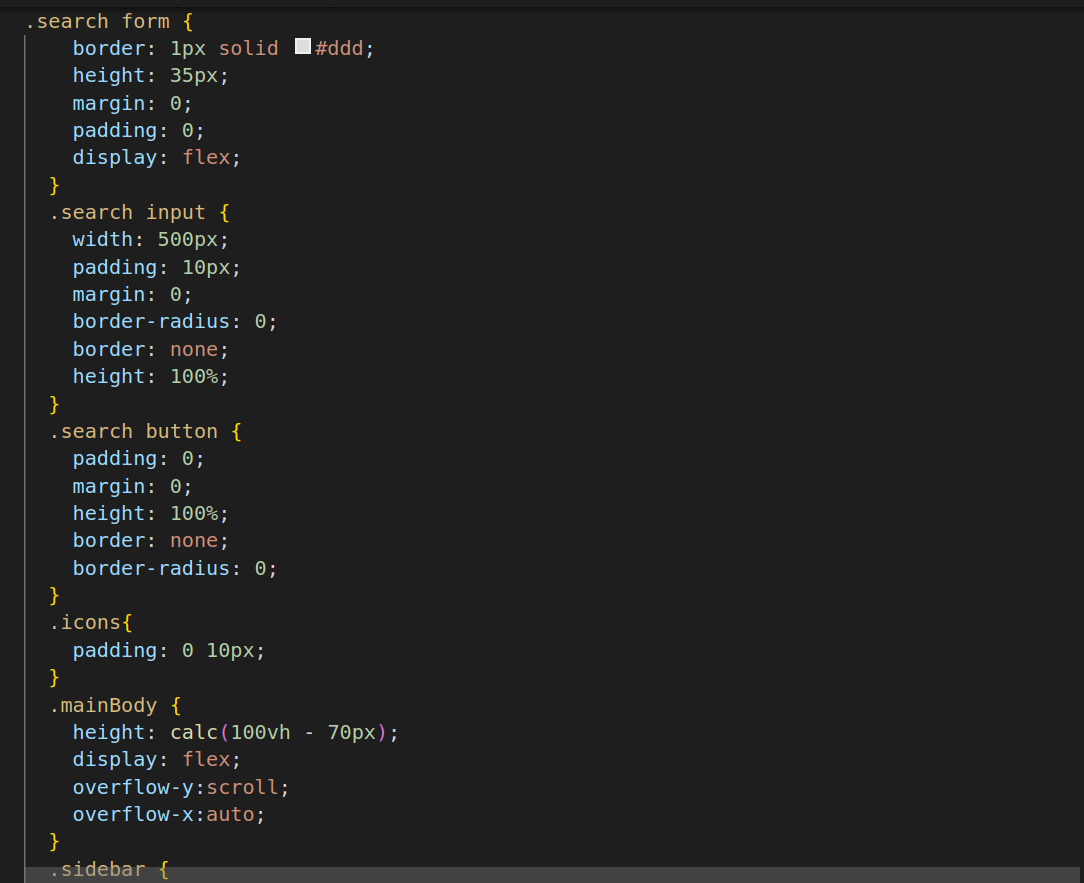 .search form {
border: 1px solid #ddd;
height: 35px;
margin: 0;
padding: 0;
display: flex;
}
.search input {
width: 500px;
padding: 10px;
margin: 0;
border-radius: 0;
border: none;
height: 100%;
}
.search button {
padding: 0;
margin: 0;
height: 100%;
border: none;
border-radius: 0;
}
.icons{
padding: 0 10px;
}
.mainBody {
height: calc(100vh - 70px);
display: flex;
overflow-y:scroll;
overflow-x:auto;
}
.sidebar {